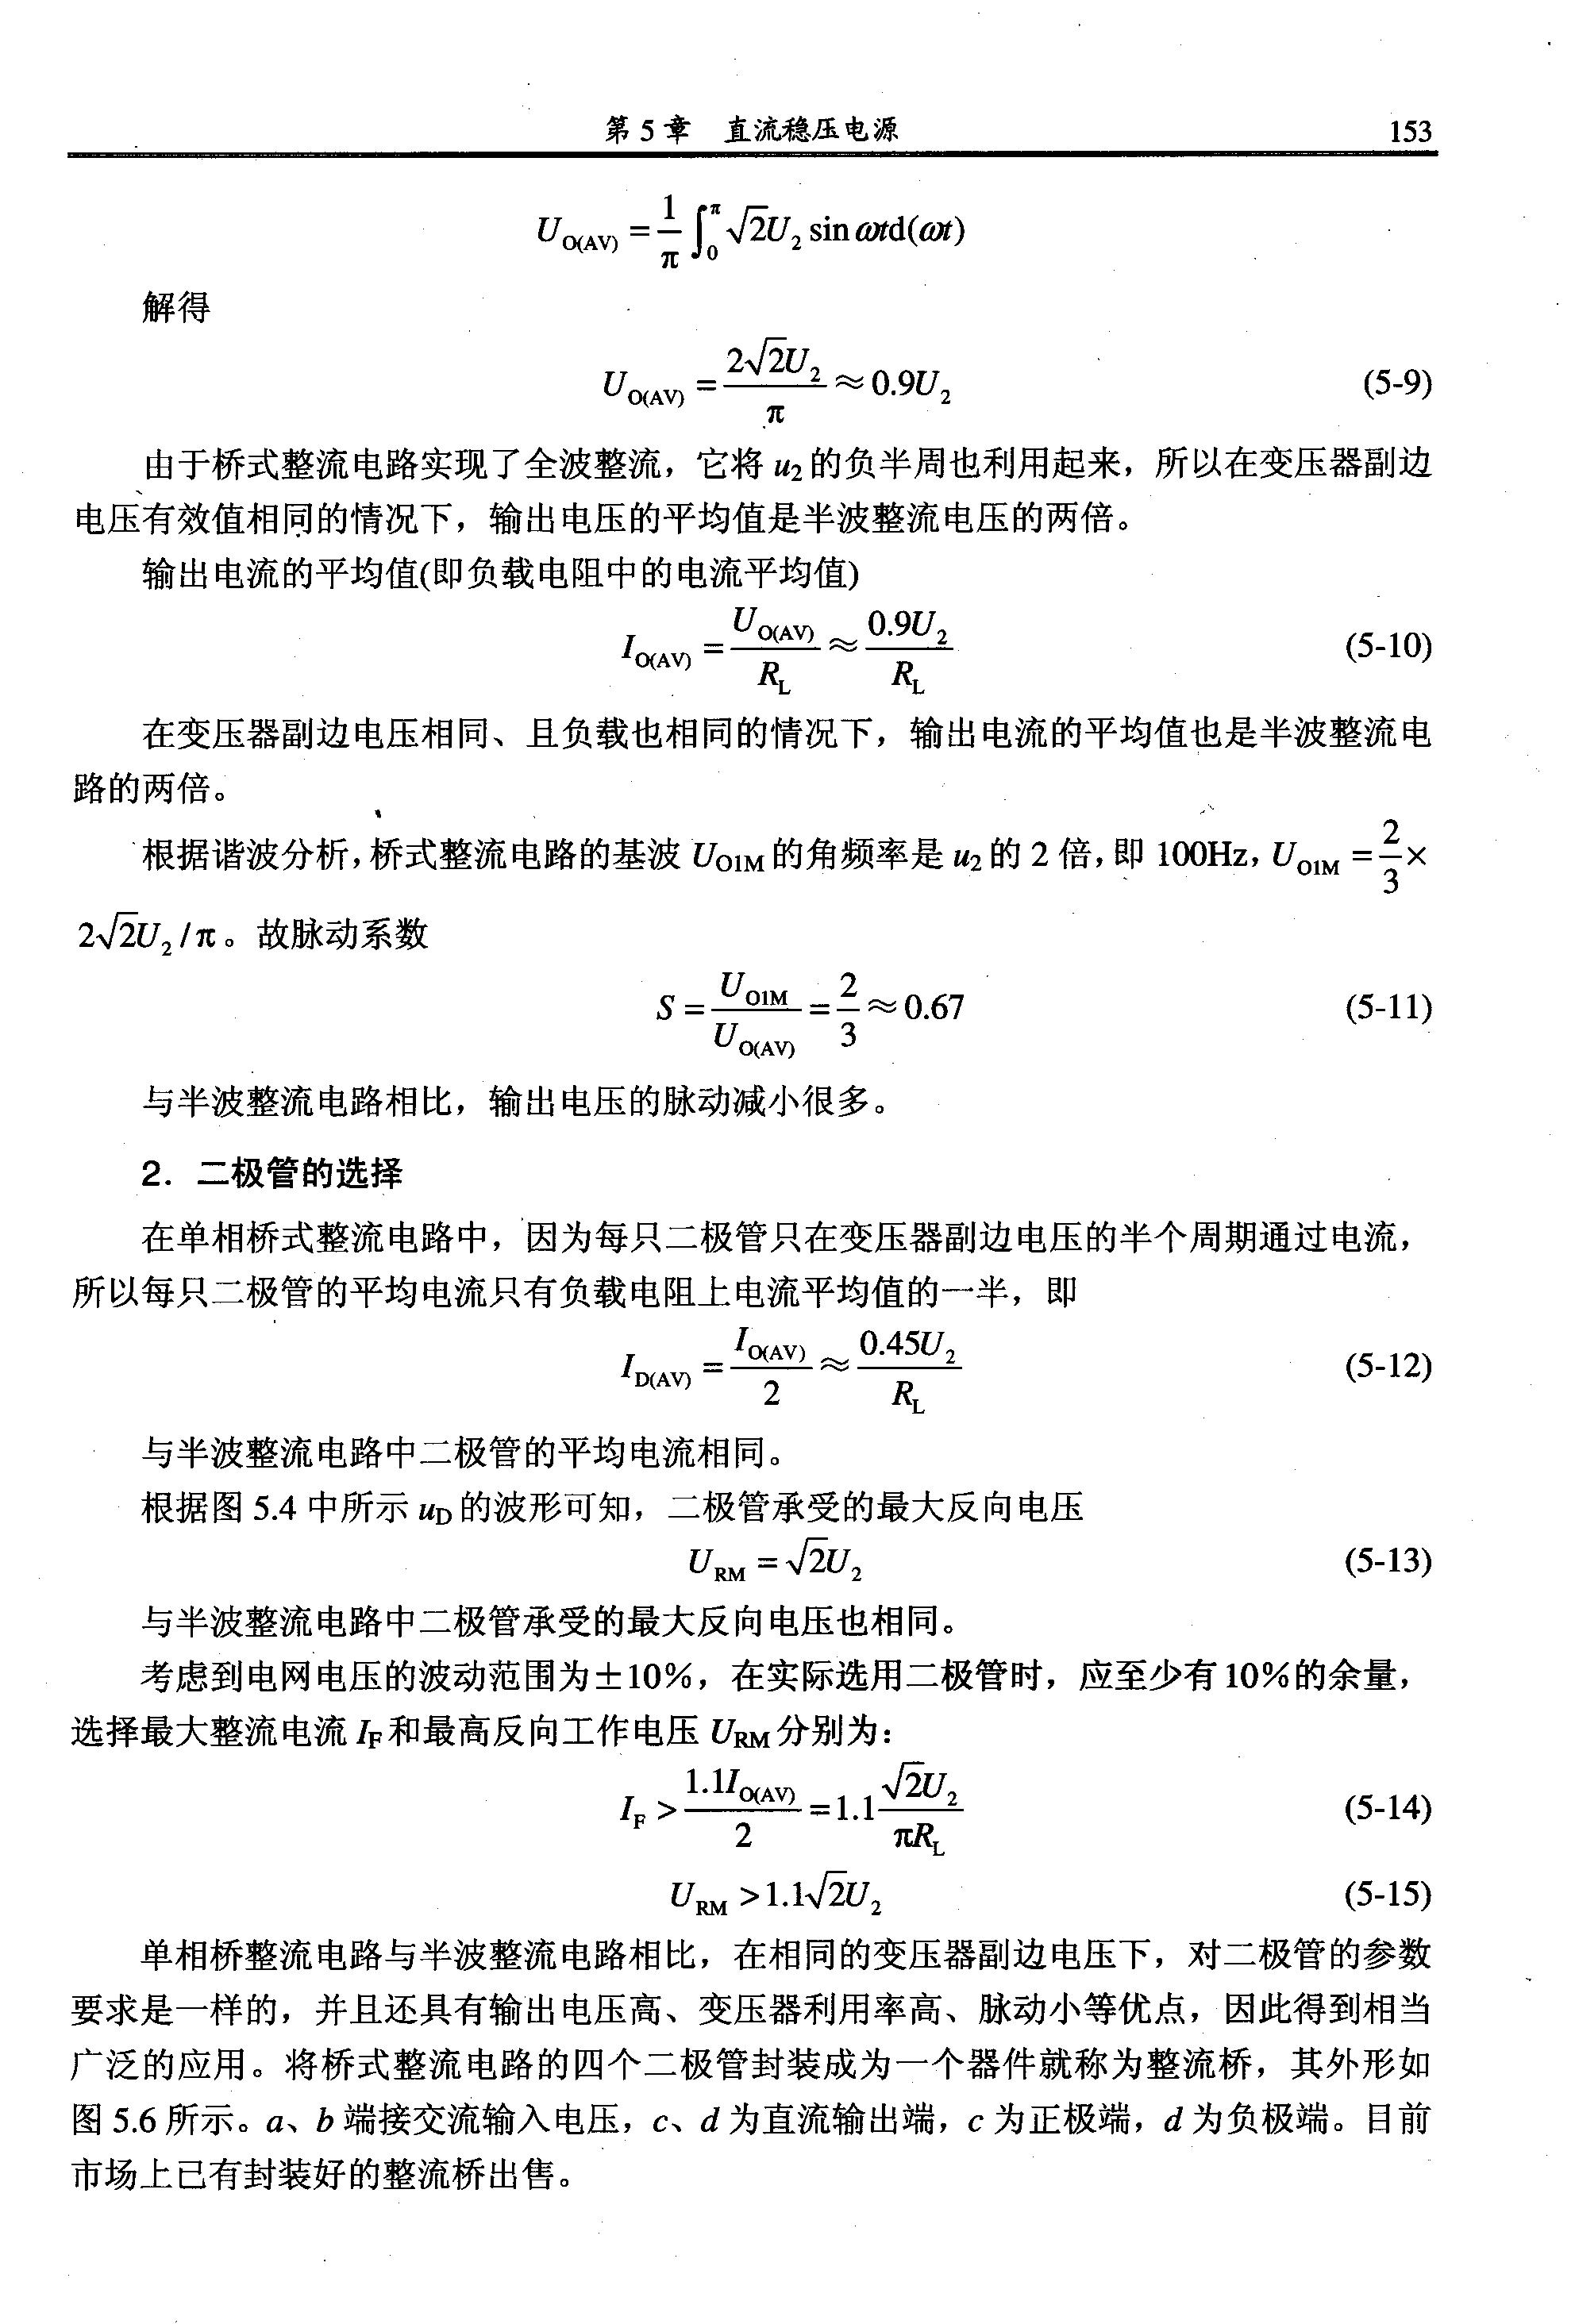 第5章 直流稳压电源 153
U_{O(AV)} = \frac{1}{π}\int_0^π \sqrt{2}U_2 \sin ωtd(ωt)
解得
U_{O(AV)} = \frac{2\sqrt{2}U_2}{π} ≈ 0.9U_2 (5-9)
由于桥式整流电路实现了全波整流，它将 u_2 的负半周也利用起来，所以在变压器副边
电压有效值相同的情况下，输出电压的平均值是半波整流电压的两倍。
输出电流的平均值(即负载电阻中的电流平均值)
I_{O(AV)} = \frac{U_{O(AV)}}{R_L} ≈ \frac{0.9U_2}{R_L} (5-10)
在变压器副边电压相同、且负载也相同的情况下，输出电流的平均值也是半波整流电
路的两倍。
根据谐波分析，桥式整流电路的基波 U_{O1M} 的角频率是 u_2 的 2 倍，即 100Hz，U_{O1M} = \frac{2}{3}×
2\sqrt{2}U_2/π。故脉动系数
S = \frac{U_{O1M}}{U_{O(AV)}} = \frac{2}{3} ≈ 0.67 (5-11)
与半波整流电路相比，输出电压的脉动减小很多。
2．二极管的选择
在单相桥式整流电路中，因为每只二极管只在变压器副边电压的半个周期通过电流，
所以每只二极管的平均电流只有负载电阻上电流平均值的一半，即
I_{D(AV)} = \frac{I_{O(AV)}}{2} ≈ \frac{0.45U_2}{R_L} (5-12)
与半波整流电路中二极管的平均电流相同。
根据图 5.4 中所示 u_D 的波形可知，二极管承受的最大反向电压
U_{RM} = \sqrt{2}U_2 (5-13)
与半波整流电路中二极管承受的最大反向电压也相同。
考虑到电网电压的波动范围为±10%，在实际选用二极管时，应至少有10%的余量，
选择最大整流电流 I_F 和最高反向工作电压 U_{RM} 分别为：
I_F > \frac{1.1I_{O(AV)}}{2} = 1.1\frac{\sqrt{2}U_2}{πR_L} (5-14)
U_{RM} > 1.1\sqrt{2}U_2 (5-15)
单相桥整流电路与半波整流电路相比，在相同的变压器副边电压下，对二极管的参数
要求是一样的，并且还具有输出电压高、变压器利用率高、脉动小等优点，因此得到相当
广泛的应用。将桥式整流电路的四个二极管封装成为一个器件就称为整流桥，其外形如
图 5.6 所示。a、b 端接交流输入电压，c、d 为直流输出端，c 为正极端，d 为负极端。目前
市场上已有封装好的整流桥出售。